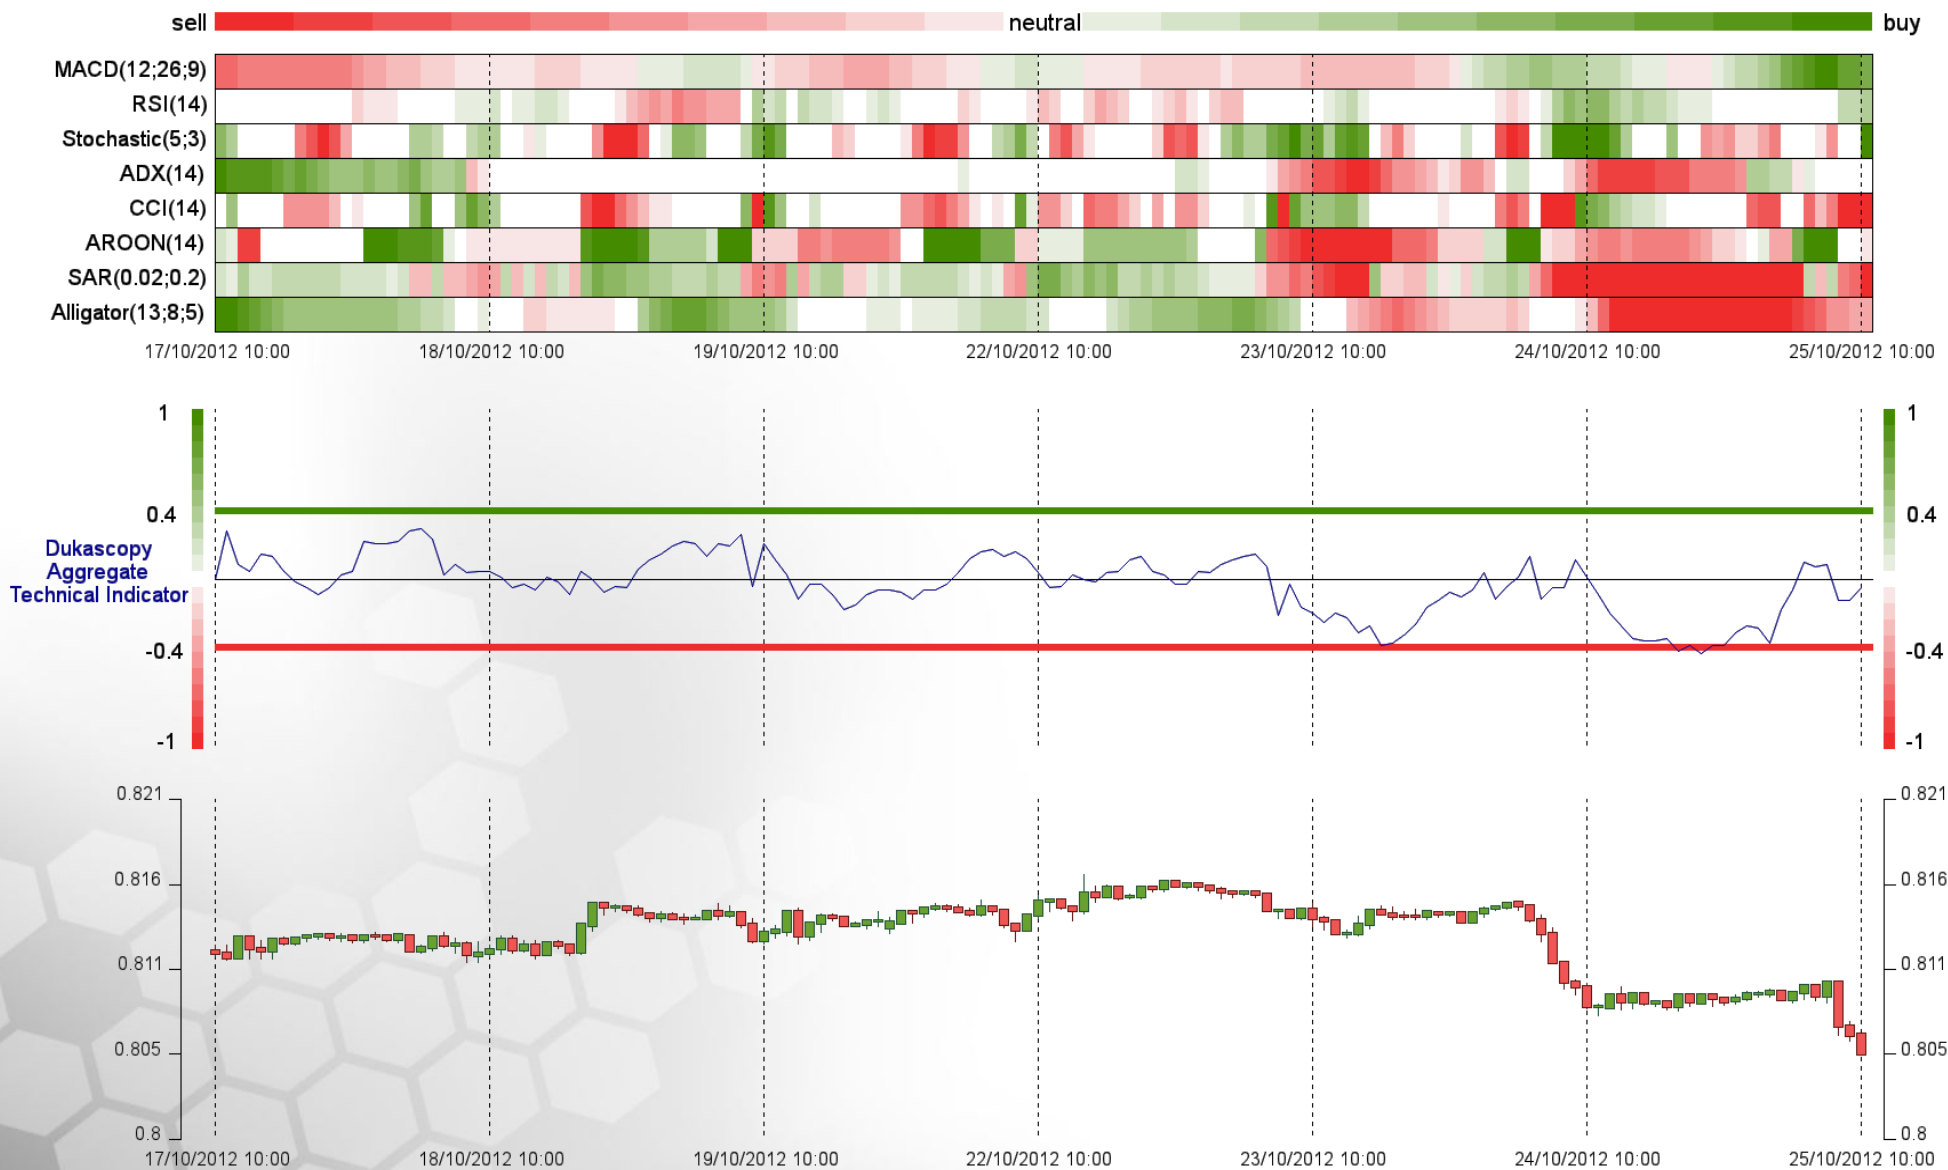 sell neutral buy
MACD(12;26;9)
RSI(14)
Stochastic(5;3)
ADX(14)
CCI(14)
AROON(14)
SAR(0.02;0.2)
Alligator(13;8;5)
17/10/2012 10:00 18/10/2012 10:00 19/10/2012 10:00 22/10/2012 10:00 23/10/2012 10:00 24/10/2012 10:00 25/10/2012 10:00
1 1
0.4 0.4
Dukascopy
Aggregate
Technical Indicator
-0.4 -0.4
-1 -1
0.821 0.821
0.816 0.816
0.811 0.811
0.805 0.805
0.8 0.8
17/10/2012 10:00 18/10/2012 10:00 19/10/2012 10:00 22/10/2012 10:00 23/10/2012 10:00 24/10/2012 10:00 25/10/2012 10:00